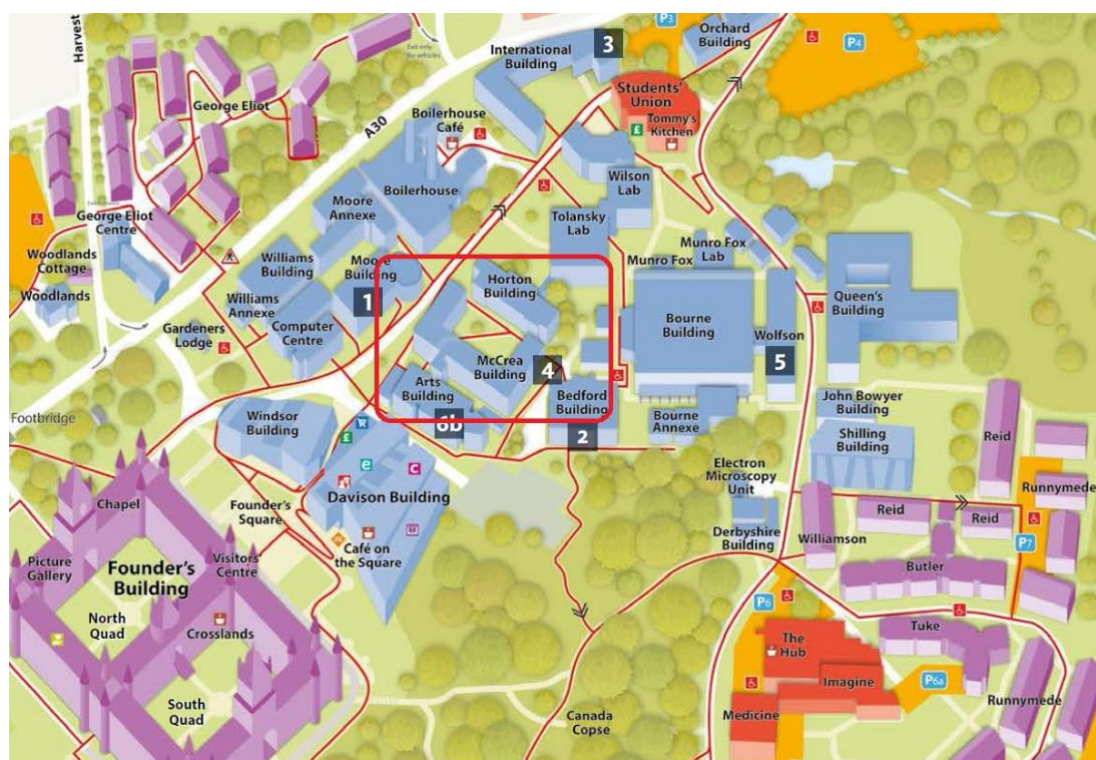 Harvest
P3
P4
Orchard
Building
International
Building
3
Exit only
for vehicles
Students'
Union
George Eliot
A30
Boilerhouse
Café
Tommy's
Kitchen
£
Boilerhouse
Wilson
Lab
Moore
Annexe
George Eliot
Centre
Tolansky
Lab
Woodlands
Cottage
Williams
Building
Moore
Building
Munro Fox
Lab
Munro Fox
Horton
Building
Woodlands
Williams
Annexe
1
Queen's
Building
Gardeners
Lodge
Computer
Centre
Bourne
Building
Wolfson
5
McCrea
Building
4
Arts
Building
Bedford
Building
6b
2
Footbridge
Windsor
Building
£
Bourne
Annexe
John Bowyer
Building
Shilling
Building
Reid
e
c
Davison Building
Electron
Microscopy
Unit
Runnymede
Chapel
Founder's
Square
Reid
Reid
Derbyshire
Building
Williamson
P7
Picture
Gallery
Visitors'
Centre
Café on
the Square
Founder's
Building
Butler
North
Quad
Crosslands
P6
Tuke
The
Hub
Imagine
P6a
South
Quad
Canada
Copse
Medicine
Runnymede